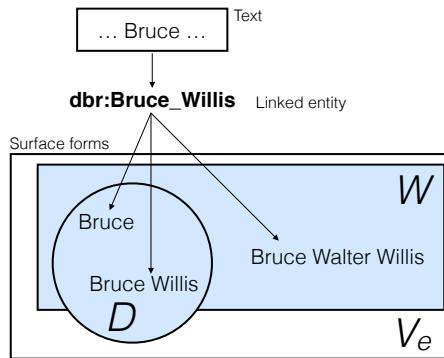 Text
... Bruce ...
dbr:Bruce_Willis Linked entity
Surface forms
W
Bruce
Bruce Walter Willis
Bruce Willis
D
Ve